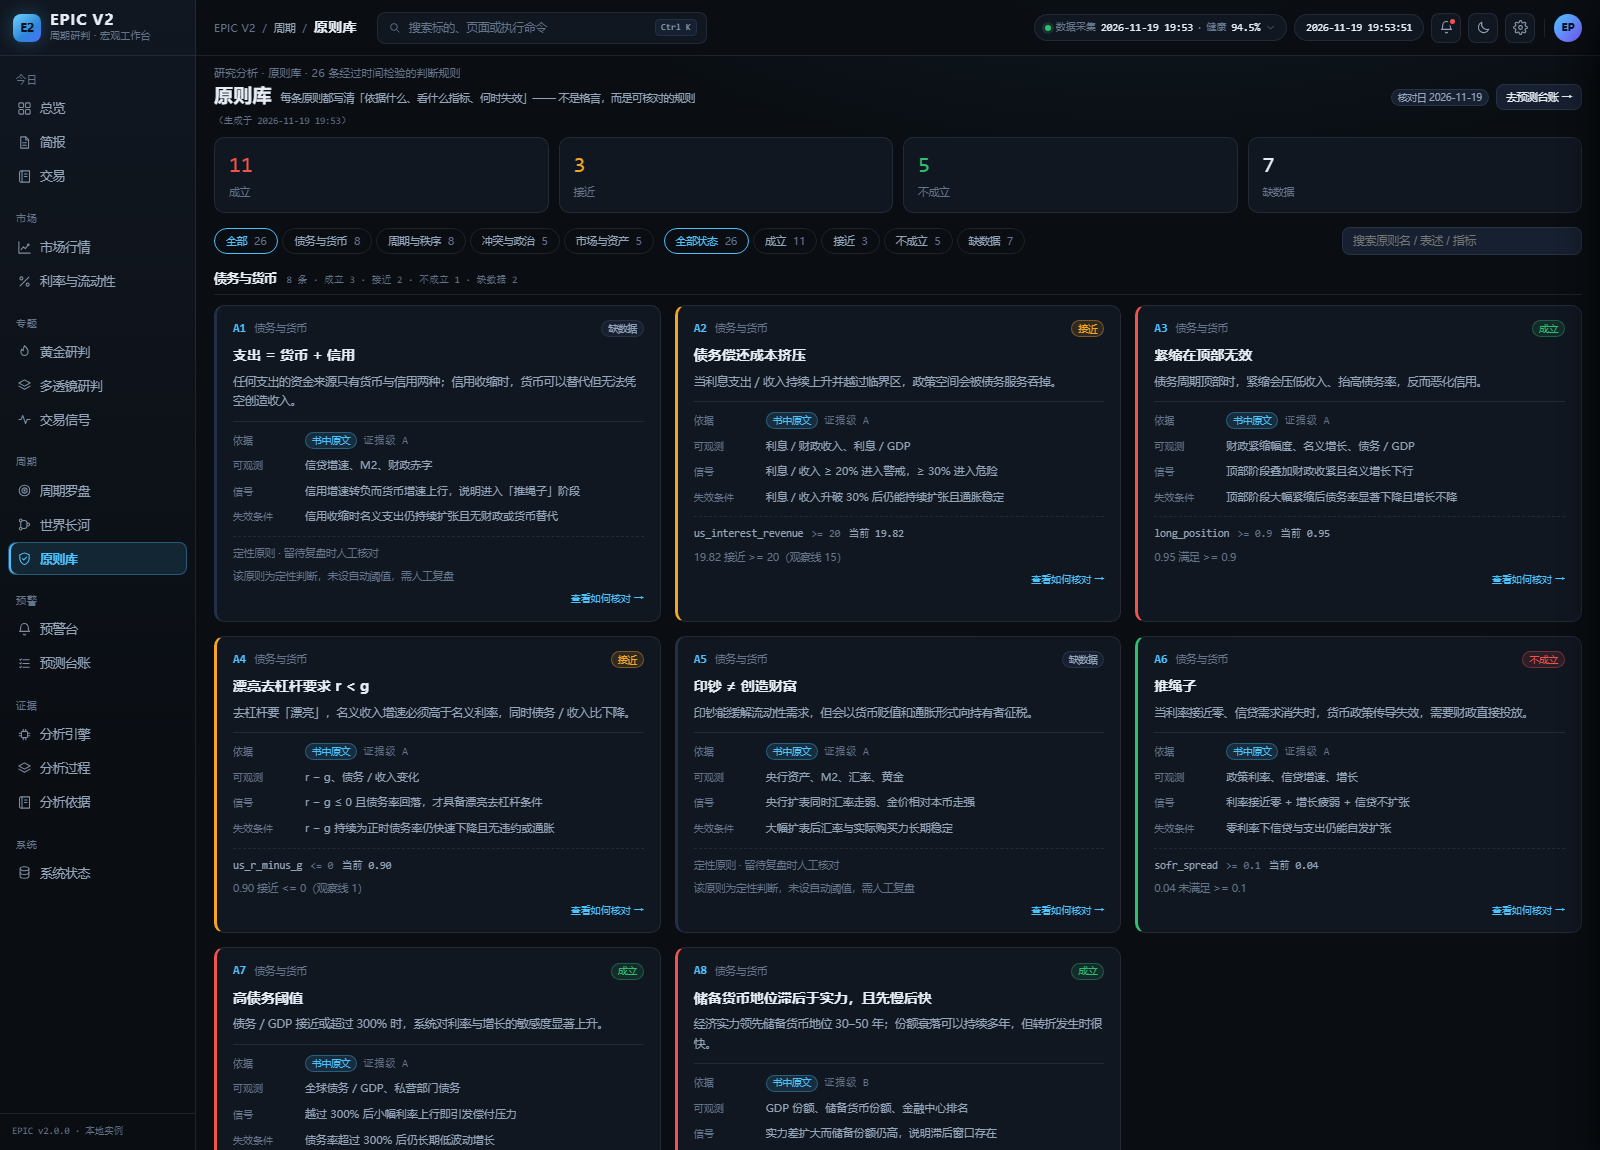 E2
EPIC V2
周期研判 · 宏观工作台
EPIC V2 / 周期 / 原则库
搜索标的、页面或执行命令
Ctrl K
数据采集 2026-11-19 19:53 · 健康 94.5%
2026-11-19 19:53:51
EP
今日
总览
简报
交易
市场
市场行情
利率与流动性
专题
黄金研判
多透镜研判
交易信号
周期
周期罗盘
世界长河
原则库
预警
预警台
预测台账
证据
分析引擎
分析过程
分析依据
系统
系统状态
EPIC v2.0.0 · 本地实例
研究分析 · 原则库 · 26 条经过时间检验的判断规则
原则库 每条原则都写清「依据什么、看什么指标、何时失效」—— 不是格言，而是可核对的规则
（生成于 2026-11-19 19:53）
核对日 2026-11-19
去预测台账 →
11
成立
3
接近
5
不成立
7
缺数据
全部 26
债务与货币 8
周期与秩序 8
冲突与政治 5
市场与资产 5
全部状态 26
成立 11
接近 3
不成立 5
缺数据 7
搜索原则名 / 表述 / 指标
债务与货币 8 条 · 成立 3 · 接近 2 · 不成立 1 · 缺数据 2
A1 债务与货币 缺数据
支出 = 货币 + 信用
任何支出的资金来源只有货币与信用两种；信用收缩时，货币可以替代但无法凭
空创造收入。
依据 书中原文 证据级 A
可观测 信贷增速、M2、财政赤字
信号 信用增速转负而货币增速上行，说明进入「推绳子」阶段
失效条件 信用收缩时名义支出仍持续扩张且无财政或货币替代
定性原则 · 留待复盘时人工核对
该原则为定性判断，未设自动阈值，需人工复盘
查看如何核对 →
A2 债务与货币 接近
债务偿还成本挤压
当利息支出 / 收入持续上升并越过临界区，政策空间会被债务服务吞掉。
依据 书中原文 证据级 A
可观测 利息 / 财政收入、利息 / GDP
信号 利息 / 收入 ≥ 20% 进入警戒，≥ 30% 进入危险
失效条件 利息 / 收入升破 30% 后仍能持续扩张且通胀稳定
us_interest_revenue >= 20 当前 19.82
19.82 接近 >= 20（观察线 15）
查看如何核对 →
A3 债务与货币 成立
紧缩在顶部无效
债务周期顶部时，紧缩会压低收入、抬高债务率，反而恶化信用。
依据 书中原文 证据级 A
可观测 财政紧缩幅度、名义增长、债务 / GDP
信号 顶部阶段叠加财政收紧且名义增长下行
失效条件 顶部阶段大幅紧缩后债务率显著下降且增长不降
long_position >= 0.9 当前 0.95
0.95 满足 >= 0.9
查看如何核对 →
A4 债务与货币 接近
漂亮去杠杆要求 r < g
去杠杆要「漂亮」，名义收入增速必须高于名义利率，同时债务 / 收入比下降。
依据 书中原文 证据级 A
可观测 r − g、债务 / 收入变化
信号 r − g ≤ 0 且债务率回落，才具备漂亮去杠杆条件
失效条件 r − g 持续为正时债务率仍快速下降且无违约或通胀
us_r_minus_g <= 0 当前 0.90
0.90 接近 <= 0（观察线 1）
查看如何核对 →
A5 债务与货币 缺数据
印钞 ≠ 创造财富
印钞能缓解流动性需求，但会以货币贬值和通胀形式向持有者征税。
依据 书中原文 证据级 A
可观测 央行资产、M2、汇率、黄金
信号 央行扩表同时汇率走弱、金价相对本币走强
失效条件 大幅扩表后汇率与实际购买力长期稳定
定性原则 · 留待复盘时人工核对
该原则为定性判断，未设自动阈值，需人工复盘
查看如何核对 →
A6 债务与货币 不成立
推绳子
当利率接近零、信贷需求消失时，货币政策传导失效，需要财政直接投放。
依据 书中原文 证据级 A
可观测 政策利率、信贷增速、增长
信号 利率接近零 + 增长疲弱 + 信贷不扩张
失效条件 零利率下信贷与支出仍能自发扩张
sofr_spread >= 0.1 当前 0.04
0.04 未满足 >= 0.1
查看如何核对 →
A7 债务与货币 成立
高债务阈值
债务 / GDP 接近或超过 300% 时，系统对利率与增长的敏感度显著上升。
依据 书中原文 证据级 A
可观测 全球债务 / GDP、私营部门债务
信号 越过 300% 后小幅利率上行即引发偿付压力
失效条件 债务率超过 300% 后仍长期低波动增长
A8 债务与货币 成立
储备货币地位滞后于实力，且先慢后快
经济实力领先储备货币地位 30–50 年；份额衰落可以持续多年，但转折发生时很
快。
依据 书中原文 证据级 B
可观测 GDP 份额、储备货币份额、金融中心排名
信号 实力差扩大而储备份额仍高，说明滞后窗口存在